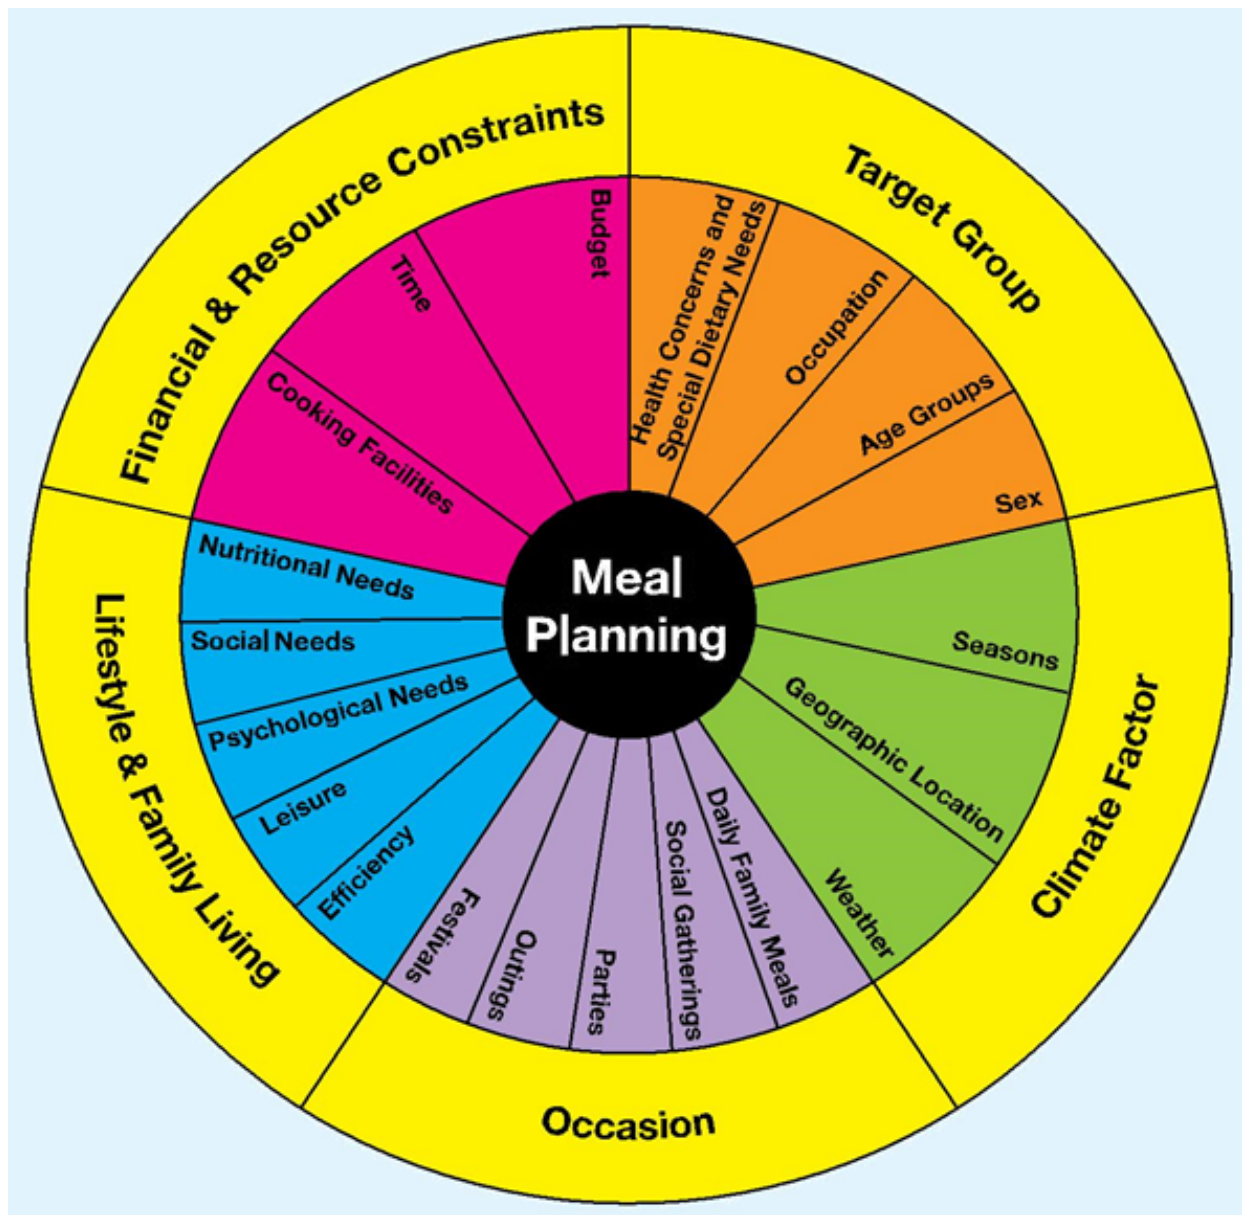 Meal
Planning
Target Group
Health Concerns and
Special Dietary Needs
Occupation
Age Groups
Sex
Climate Factor
Seasons
Geographic Location
Weather
Occasion
Daily Family Meals
Social Gatherings
Parties
Outings
Festivals
Lifestyle & Family Living
Efficiency
Leisure
Psychological Needs
Social Needs
Nutritional Needs
Financial & Resource Constraints
Cooking Facilities
Time
Budget